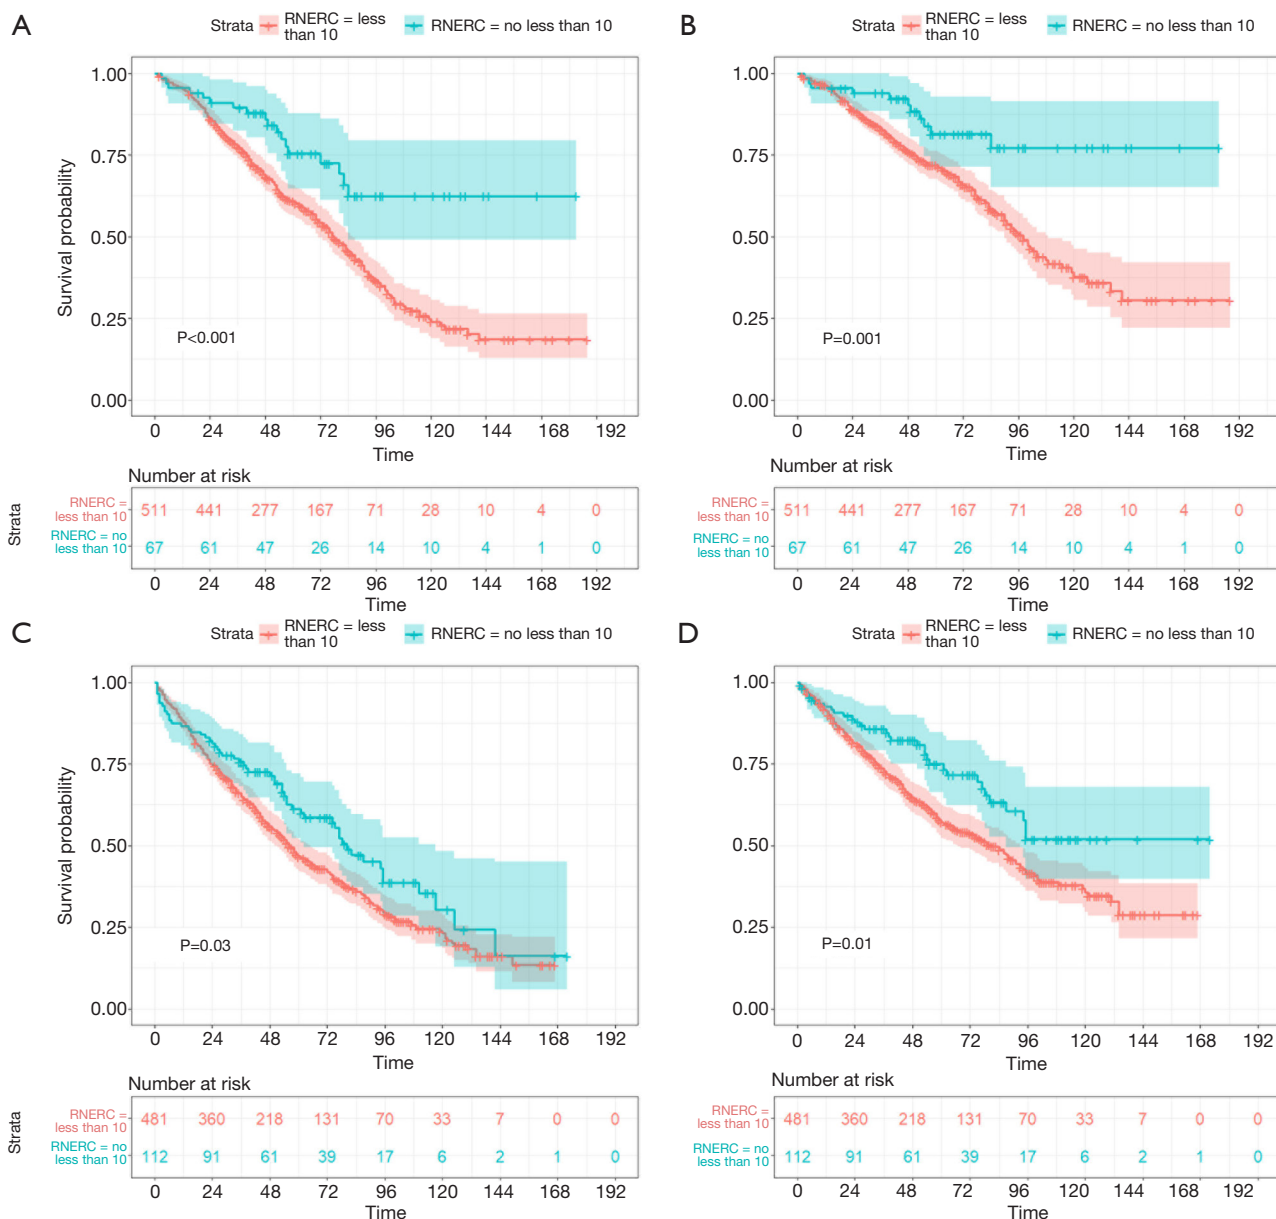 A
Strata RNERC = less than 10 RNERC = no less than 10
Survival probability
1.00
0.75
0.50
0.25
0.00
P<0.001
0 24 48 72 96 120 144 168 192
Time
Number at risk
Strata
RNERC = less than 10 511 441 277 167 71 28 10 4 0
RNERC = no less than 10 67 61 47 26 14 10 4 1 0
0 24 48 72 96 120 144 168 192
Time
B
Strata RNERC = less than 10 RNERC = no less than 10
1.00
0.75
0.50
0.25
0.00
P=0.001
0 24 48 72 96 120 144 168 192
Time
Number at risk
RNERC = less than 10 511 441 277 167 71 28 10 4 0
RNERC = no less than 10 67 61 47 26 14 10 4 1 0
0 24 48 72 96 120 144 168 192
Time
C
Strata RNERC = less than 10 RNERC = no less than 10
Survival probability
1.00
0.75
0.50
0.25
0.00
P=0.03
0 24 48 72 96 120 144 168 192
Time
Number at risk
Strata
RNERC = less than 10 481 360 218 131 70 33 7 0 0
RNERC = no less than 10 112 91 61 39 17 6 2 1 0
0 24 48 72 96 120 144 168 192
Time
D
Strata RNERC = less than 10 RNERC = no less than 10
1.00
0.75
0.50
0.25
0.00
P=0.01
0 24 48 72 96 120 144 168 192
Time
Number at risk
RNERC = less than 10 481 360 218 131 70 33 7 0 0
RNERC = no less than 10 112 91 61 39 17 6 2 1 0
0 24 48 72 96 120 144 168 192
Time